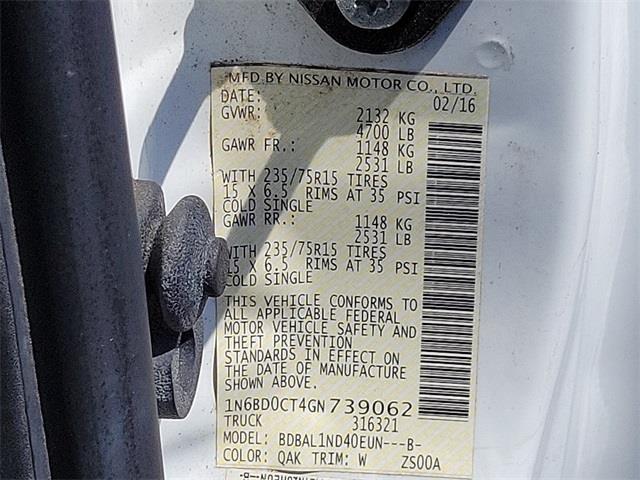 MFD.BY NISSAN MOTOR CO., LTD.
DATE: 02/16
GVWR: 2132 KG
4700 LB
GAWR FR.: 1148 KG
2531 LB
WITH 235/75R15 TIRES
15 X 6.5 RIMS AT 35 PSI
COLD SINGLE
GAWR RR.: 1148 KG
2531 LB
WITH 235/75R15 TIRES
15 X 6.5 RIMS AT 35 PSI
COLD SINGLE
THIS VEHICLE CONFORMS TO
ALL APPLICABLE FEDERAL
MOTOR VEHICLE SAFETY AND
THEFT PREVENTION
STANDARDS IN EFFECT ON
THE DATE OF MANUFACTURE
SHOWN ABOVE.
1N6BD0CT4GN739062
TRUCK 316321
MODEL: BDBAL1ND40EUN---B-
COLOR: QAK TRIM: W ZS00A